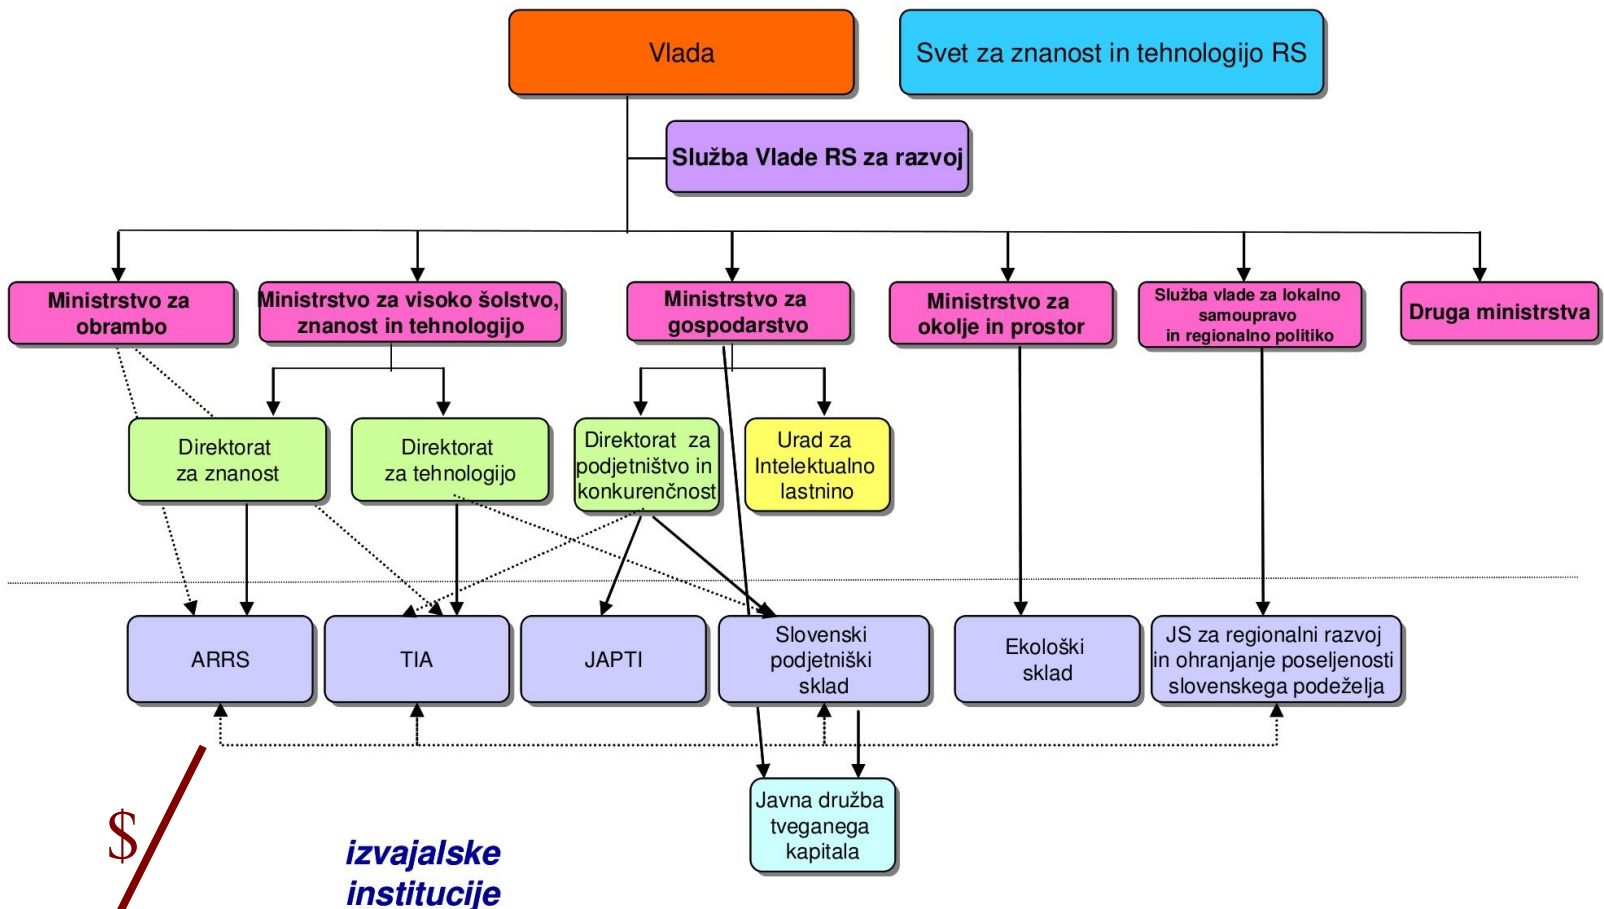 Vlada
Svet za znanost in tehnologijo RS
Služba Vlade RS za razvoj
Ministrstvo za
obrambo
Ministrstvo za visoko šolstvo,
znanost in tehnologijo
Ministrstvo za
gospodarstvo
Ministrstvo za
okolje in prostor
Služba vlade za lokalno
samoupravo
in regionalno politiko
Druga ministrstva
Direktorat
za znanost
Direktorat
za tehnologijo
Direktorat za
podjetništvo in
konkurenčnost
Urad za
Intelektualno
lastnino
ARRS
TIA
JAPTI
Slovenski
podjetniški
sklad
Ekološki
sklad
JS za regionalni razvoj
in ohranjanje poseljenosti
slovenskega podeželja
Javna družba
tveganega
kapitala
$
izvajalske
institucije